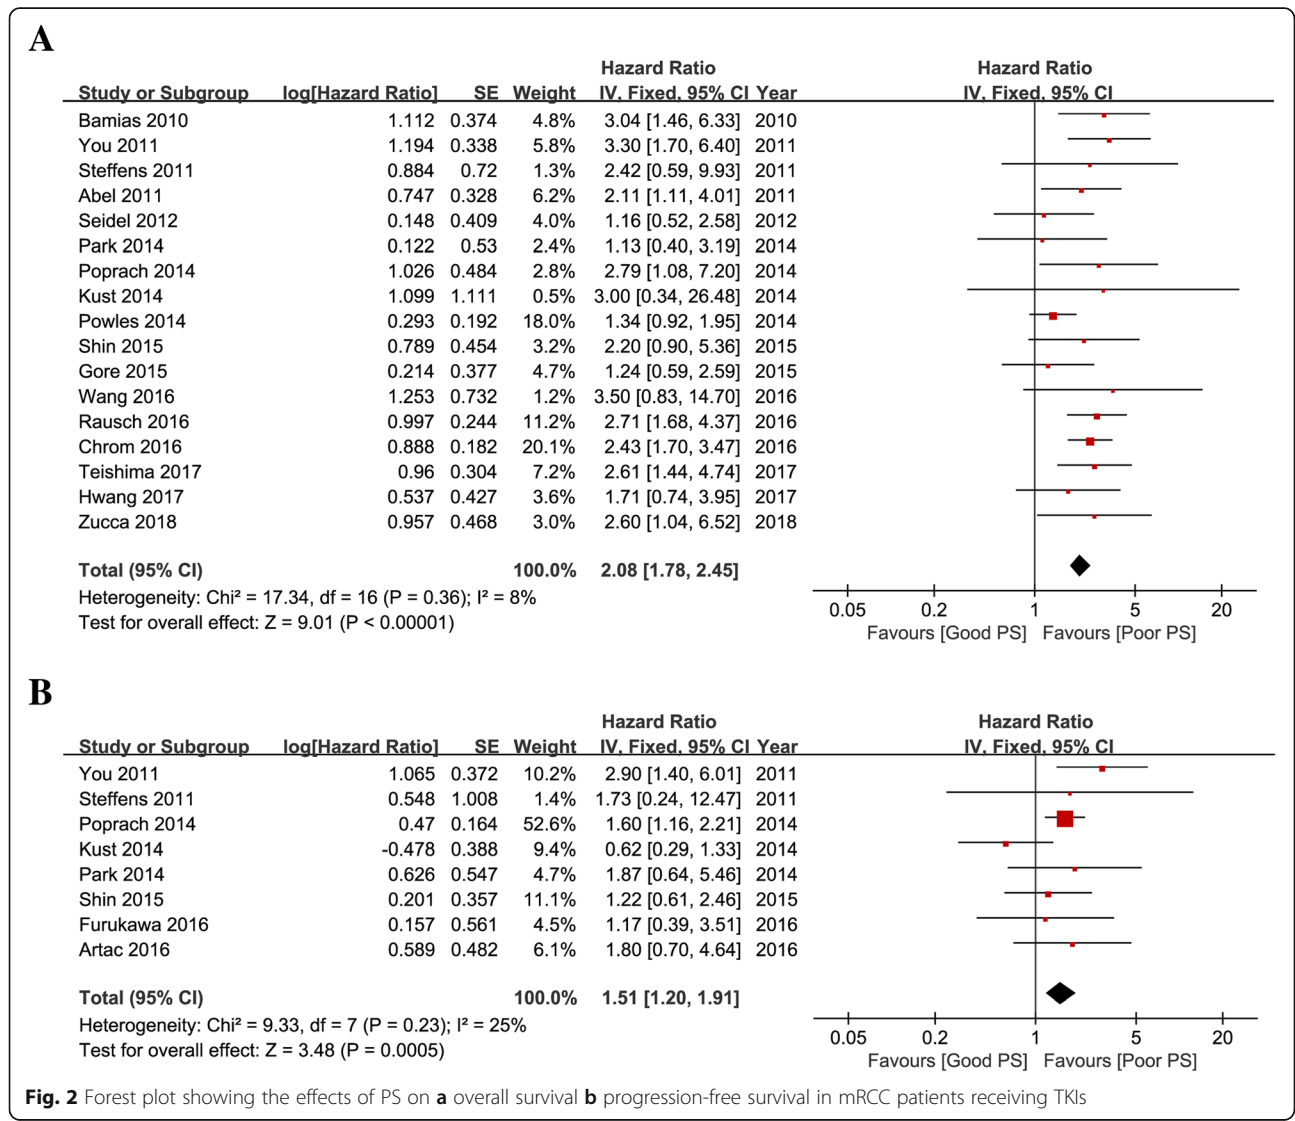 A
Hazard Ratio Hazard Ratio
Study or Subgroup log[Hazard Ratio] SE Weight IV, Fixed, 95% CI Year IV, Fixed, 95% CI
Bamias 2010 1.112 0.374 4.8% 3.04 [1.46, 6.33] 2010
You 2011 1.194 0.338 5.8% 3.30 [1.70, 6.40] 2011
Steffens 2011 0.884 0.72 1.3% 2.42 [0.59, 9.93] 2011
Abel 2011 0.747 0.328 6.2% 2.11 [1.11, 4.01] 2011
Seidel 2012 0.148 0.409 4.0% 1.16 [0.52, 2.58] 2012
Park 2014 0.122 0.53 2.4% 1.13 [0.40, 3.19] 2014
Poprach 2014 1.026 0.484 2.8% 2.79 [1.08, 7.20] 2014
Kust 2014 1.099 1.111 0.5% 3.00 [0.34, 26.48] 2014
Powles 2014 0.293 0.192 18.0% 1.34 [0.92, 1.95] 2014
Shin 2015 0.789 0.454 3.2% 2.20 [0.90, 5.36] 2015
Gore 2015 0.214 0.377 4.7% 1.24 [0.59, 2.59] 2015
Wang 2016 1.253 0.732 1.2% 3.50 [0.83, 14.70] 2016
Rausch 2016 0.997 0.244 11.2% 2.71 [1.68, 4.37] 2016
Chrom 2016 0.888 0.182 20.1% 2.43 [1.70, 3.47] 2016
Teishima 2017 0.96 0.304 7.2% 2.61 [1.44, 4.74] 2017
Hwang 2017 0.537 0.427 3.6% 1.71 [0.74, 3.95] 2017
Zucca 2018 0.957 0.468 3.0% 2.60 [1.04, 6.52] 2018
Total (95% CI) 100.0% 2.08 [1.78, 2.45]
Heterogeneity: Chi² = 17.34, df = 16 (P = 0.36); I² = 8%
Test for overall effect: Z = 9.01 (P < 0.00001)
0.05 0.2 1 5 20
Favours [Good PS] Favours [Poor PS]
B
Hazard Ratio Hazard Ratio
Study or Subgroup log[Hazard Ratio] SE Weight IV, Fixed, 95% CI Year IV, Fixed, 95% CI
You 2011 1.065 0.372 10.2% 2.90 [1.40, 6.01] 2011
Steffens 2011 0.548 1.008 1.4% 1.73 [0.24, 12.47] 2011
Poprach 2014 0.47 0.164 52.6% 1.60 [1.16, 2.21] 2014
Kust 2014 -0.478 0.388 9.4% 0.62 [0.29, 1.33] 2014
Park 2014 0.626 0.547 4.7% 1.87 [0.64, 5.46] 2014
Shin 2015 0.201 0.357 11.1% 1.22 [0.61, 2.46] 2015
Furukawa 2016 0.157 0.561 4.5% 1.17 [0.39, 3.51] 2016
Artac 2016 0.589 0.482 6.1% 1.80 [0.70, 4.64] 2016
Total (95% CI) 100.0% 1.51 [1.20, 1.91]
Heterogeneity: Chi² = 9.33, df = 7 (P = 0.23); I² = 25%
Test for overall effect: Z = 3.48 (P = 0.0005)
0.05 0.2 1 5 20
Favours [Good PS] Favours [Poor PS]
Fig. 2 Forest plot showing the effects of PS on a overall survival b progression-free survival in mRCC patients receiving TKIs